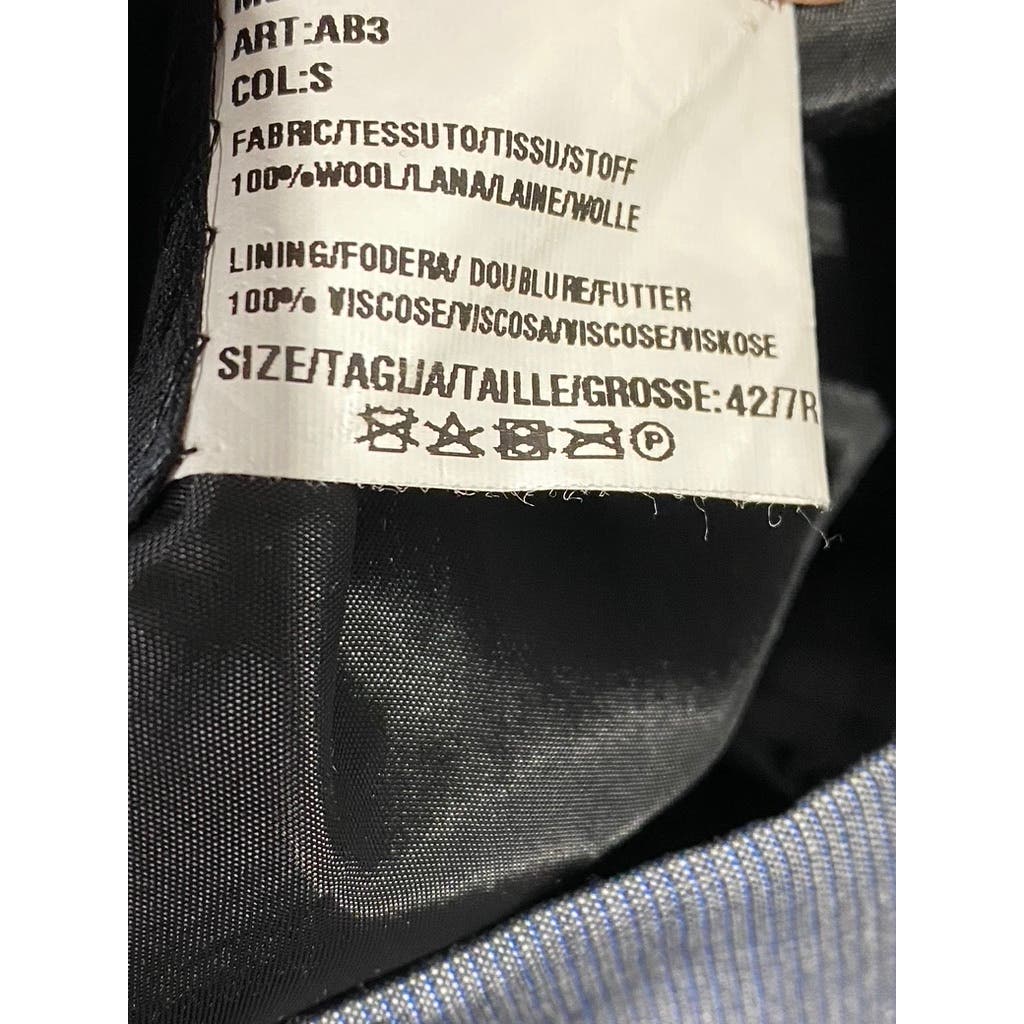 ART:AB3
COL:S
FABRIC/TESSUTO/TISSU/STOFF
100%WOOL/LANA/LAINE/WOLLE
LINING/FODERA/ DOUBLURE/FUTTER
100% VISCOSE/VISCOSA/VISCOSE/VISKOSE
SIZE/TAGLIA/TAILLE/GROSSE:42/7R
P